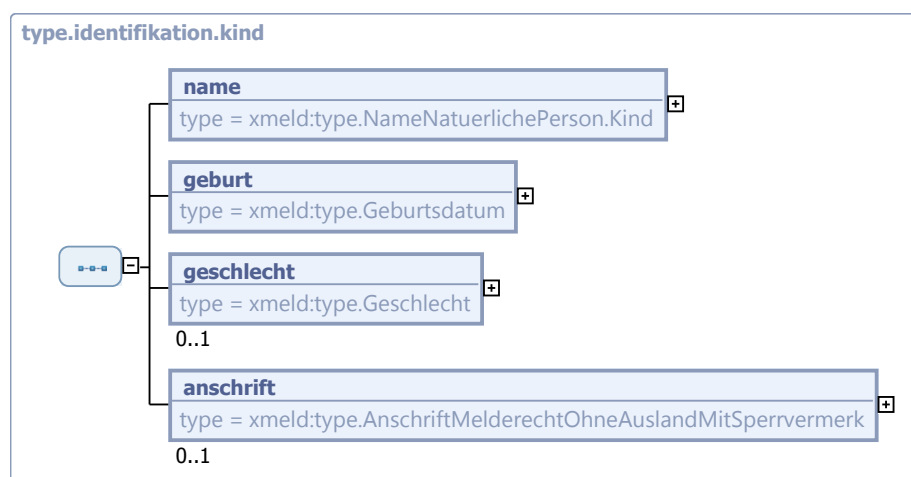 type.identifikation.kind
name
type = xmeld:type.NameNatuerlichePerson.Kind
geburt
type = xmeld:type.Geburtsdatum
geschlecht
type = xmeld:type.Geschlecht
0..1
anschrift
type = xmeld:type.AnschriftMelderechtOhneAuslandMitSperrvermerk
0..1